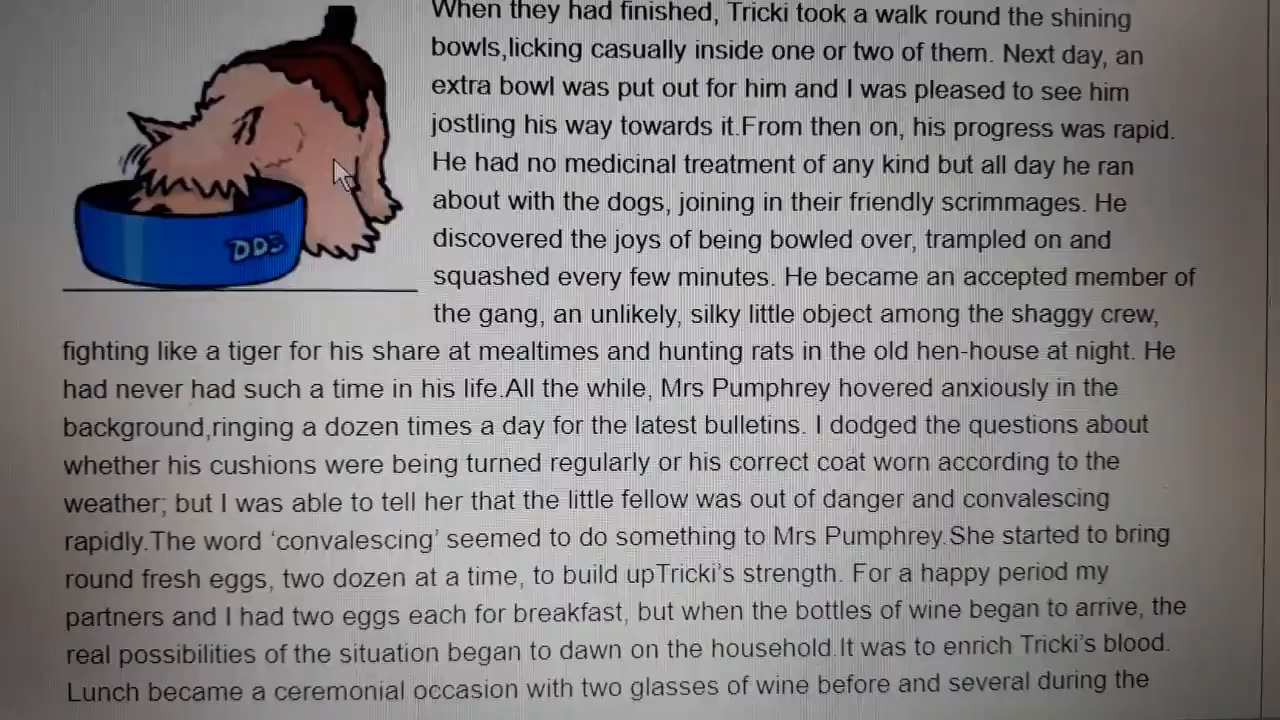 When they had finished, Tricki took a walk round the shining
bowls,licking casually inside one or two of them. Next day, an
extra bowl was put out for him and I was pleased to see him
jostling his way towards it.From then on, his progress was rapid.
He had no medicinal treatment of any kind but all day he ran
about with the dogs, joining in their friendly scrimmages. He
discovered the joys of being bowled over, trampled on and
squashed every few minutes. He became an accepted member of
the gang, an unlikely, silky little object among the shaggy crew,
fighting like a tiger for his share at mealtimes and hunting rats in the old hen-house at night. He
had never had such a time in his life.All the while, Mrs Pumphrey hovered anxiously in the
background,ringing a dozen times a day for the latest bulletins. I dodged the questions about
whether his cushions were being turned regularly or his correct coat worn according to the
weather; but I was able to tell her that the little fellow was out of danger and convalescing
rapidly.The word ‘convalescing’ seemed to do something to Mrs Pumphrey.She started to bring
round fresh eggs, two dozen at a time, to build upTricki’s strength. For a happy period my
partners and I had two eggs each for breakfast, but when the bottles of wine began to arrive, the
real possibilities of the situation began to dawn on the household.It was to enrich Tricki’s blood.
Lunch became a ceremonial occasion with two glasses of wine before and several during the